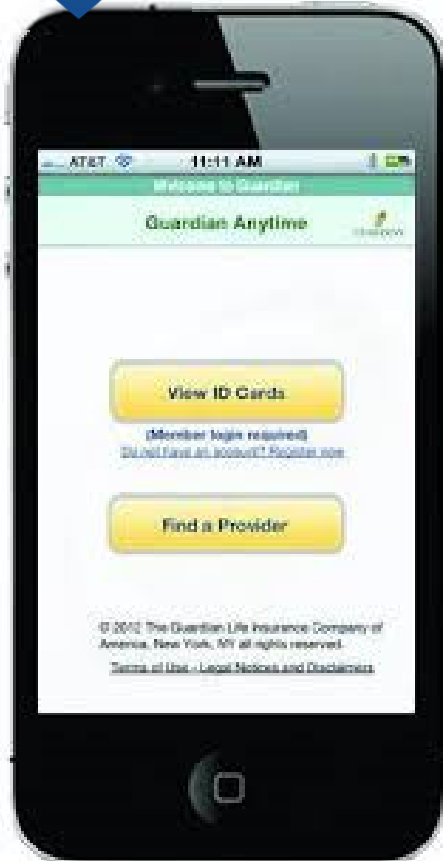 AT&T 11:11 AM
Welcome to Guardian
Guardian Anytime
GUARDIAN
View ID Cards
(Member login required)
Do not have an account? Register now
Find a Provider
© 2012 The Guardian Life Insurance Company of
America, New York, NY all rights reserved.
Terms of Use - Legal Notices and Disclaimers